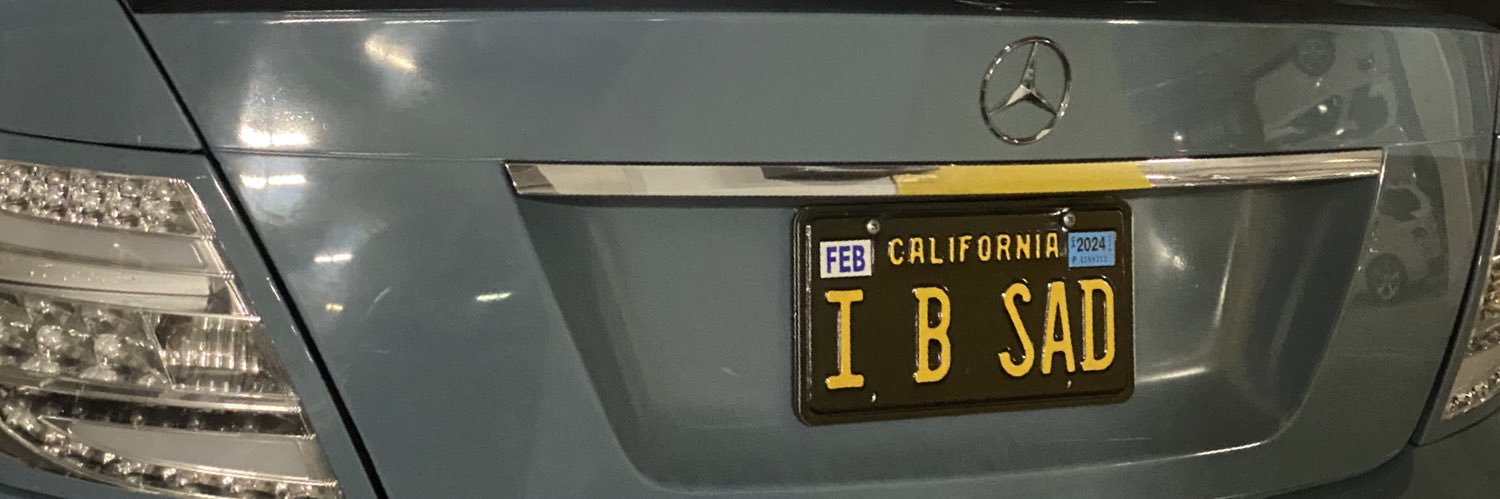 FEB CALIFORNIA 2024
I B SAD